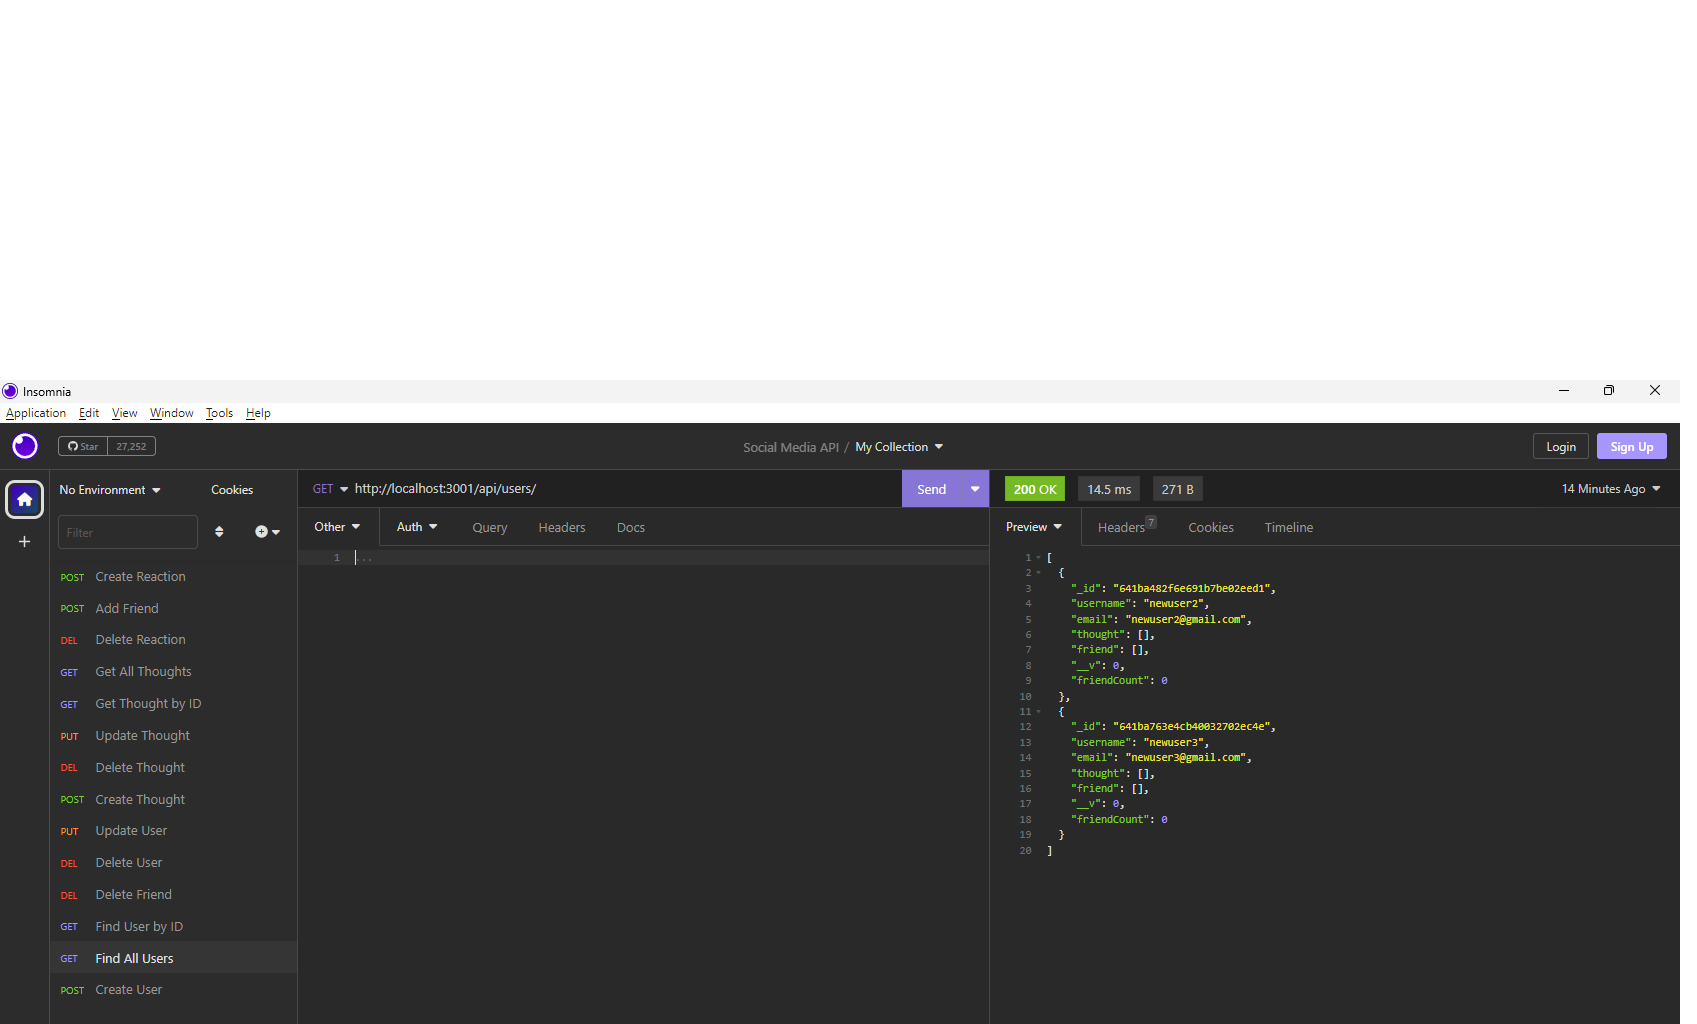 Insomnia
Application Edit View Window Tools Help
Star 27,252
Social Media API / My Collection
Login Sign Up
No Environment Cookies
GET http://localhost:3001/api/users/ Send
200 OK 14.5 ms 271 B 14 Minutes Ago
Filter
Other Auth Query Headers Docs
Preview Headers 7 Cookies Timeline
POST Create Reaction
POST Add Friend
DEL Delete Reaction
GET Get All Thoughts
GET Get Thought by ID
PUT Update Thought
DEL Delete Thought
POST Create Thought
PUT Update User
DEL Delete User
DEL Delete Friend
GET Find User by ID
GET Find All Users
POST Create User
1 ...
1 [
2 {
3 "_id": "641ba482f6e691b7be02eed1",
4 "username": "newuser2",
5 "email": "newuser2@gmail.com",
6 "thought": [],
7 "friend": [],
8 "__v": 0,
9 "friendCount": 0
10 },
11 {
12 "_id": "641ba763e4cb40032702ec4e",
13 "username": "newuser3",
14 "email": "newuser3@gmail.com",
15 "thought": [],
16 "friend": [],
17 "__v": 0,
18 "friendCount": 0
19 }
20 ]